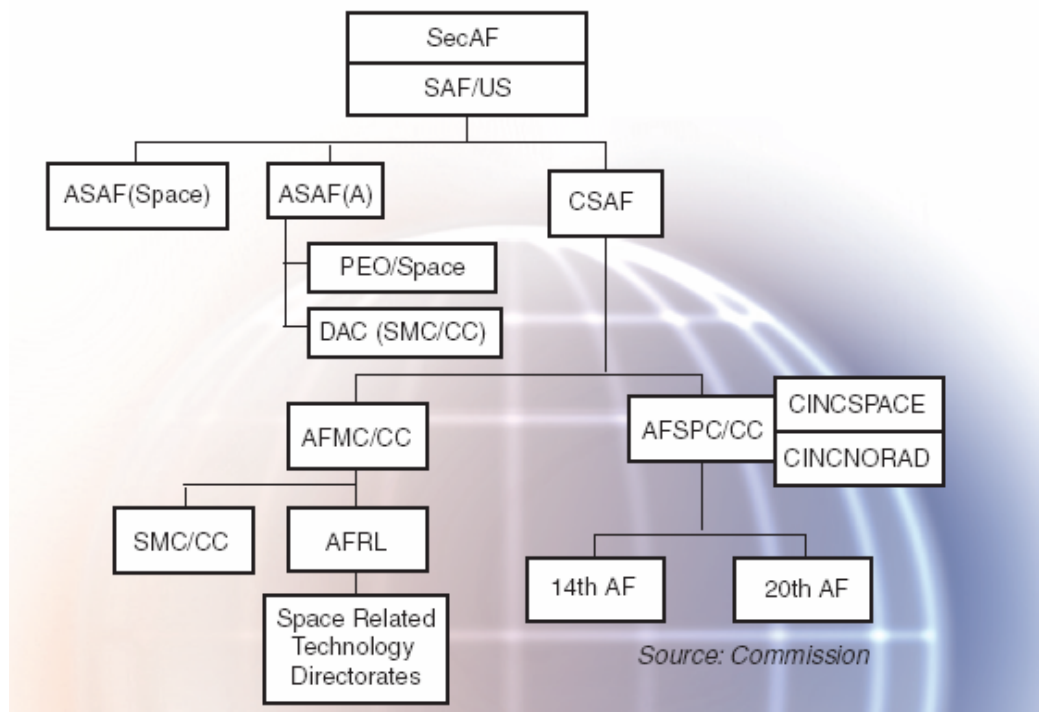 SecAF
SAF/US
ASAF(Space)
ASAF(A)
CSAF
PEO/Space
DAC (SMC/CC)
AFMC/CC
AFSPC/CC
CINCSPACE
CINCNORAD
SMC/CC
AFRL
14th AF
20th AF
Space Related
Technology
Directorates
Source: Commission